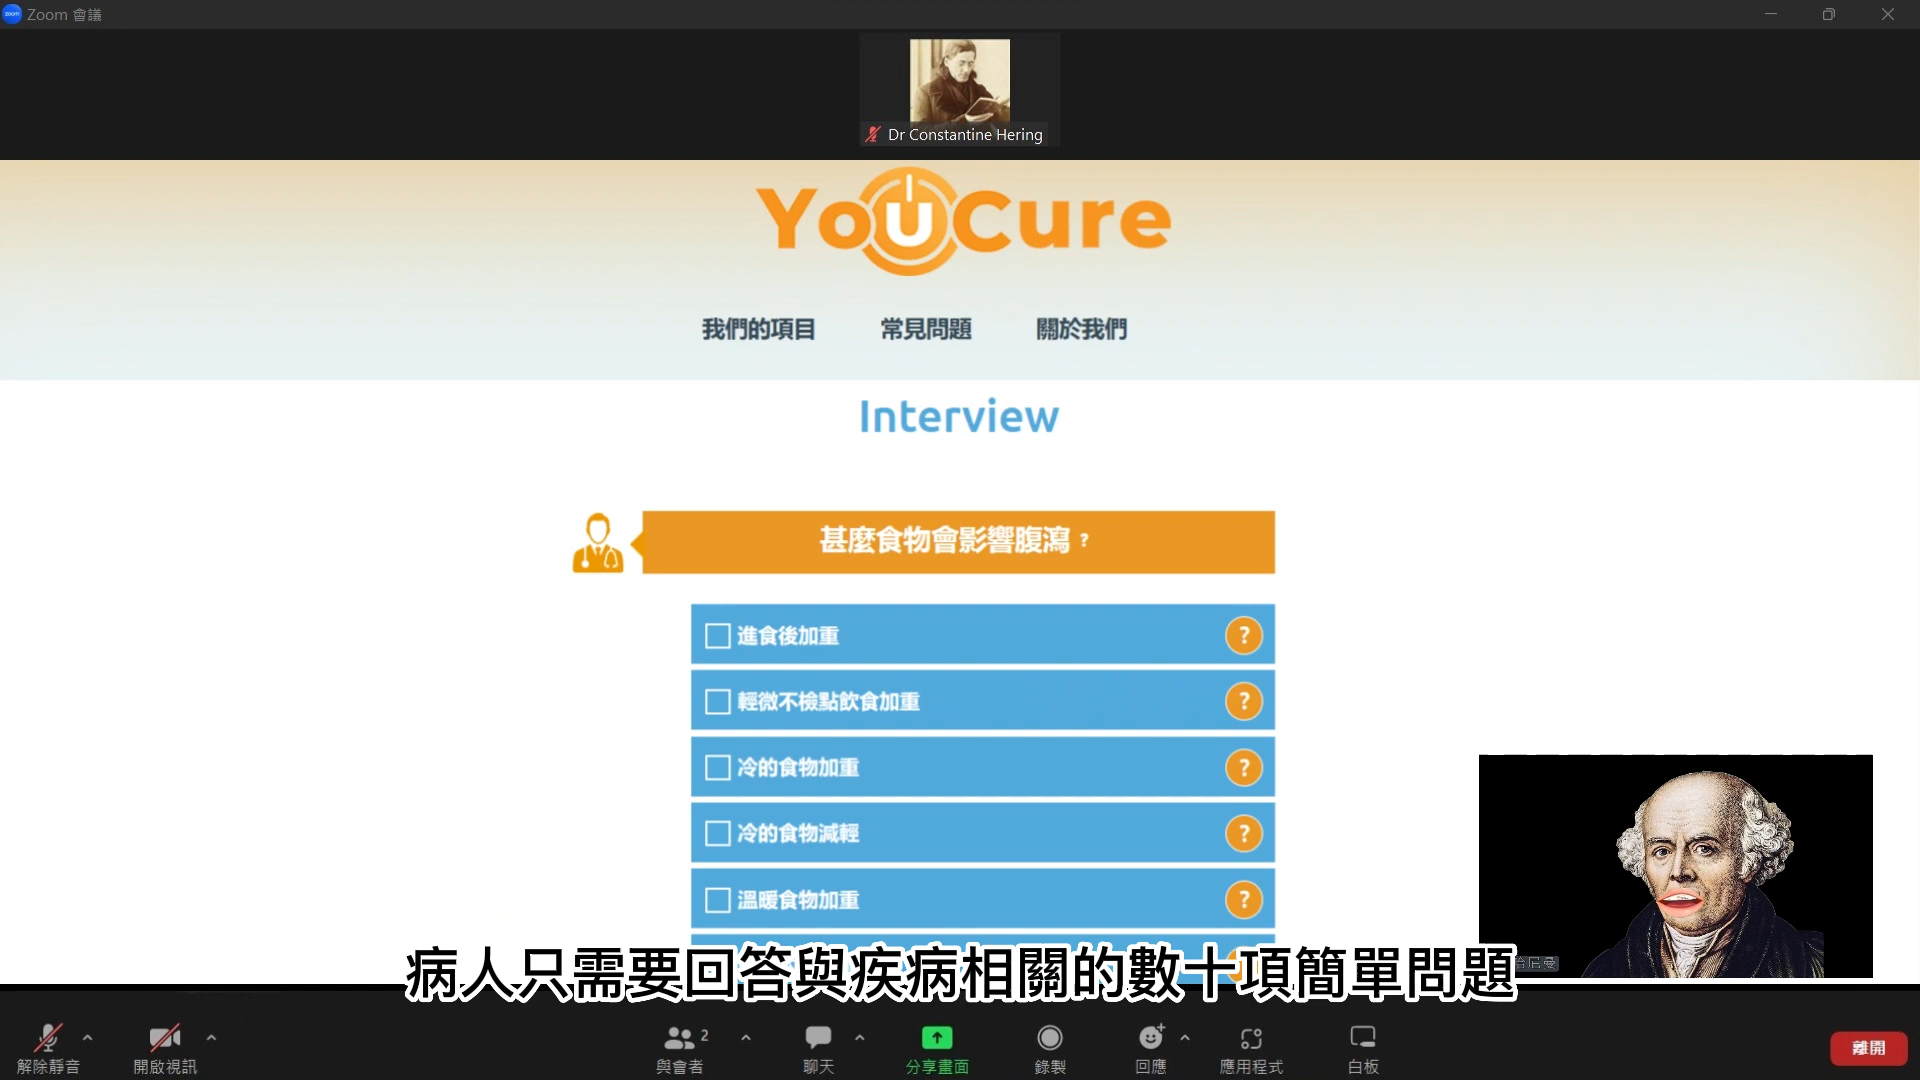 Zoom 會議
Dr Constantine Hering
YoUCure
我們的項目
常見問題
關於我們
Interview
甚麼食物會影響腹瀉？
進食後加重
?
輕微不檢點飲食加重
?
冷的食物加重
?
冷的食物減輕
?
溫暖食物加重
?
病人只需要回答與疾病相關的數十項簡單問題
解除靜音
開啟視訊
2
與會者
聊天
分享畫面
錄製
回應
應用程式
白板
離開